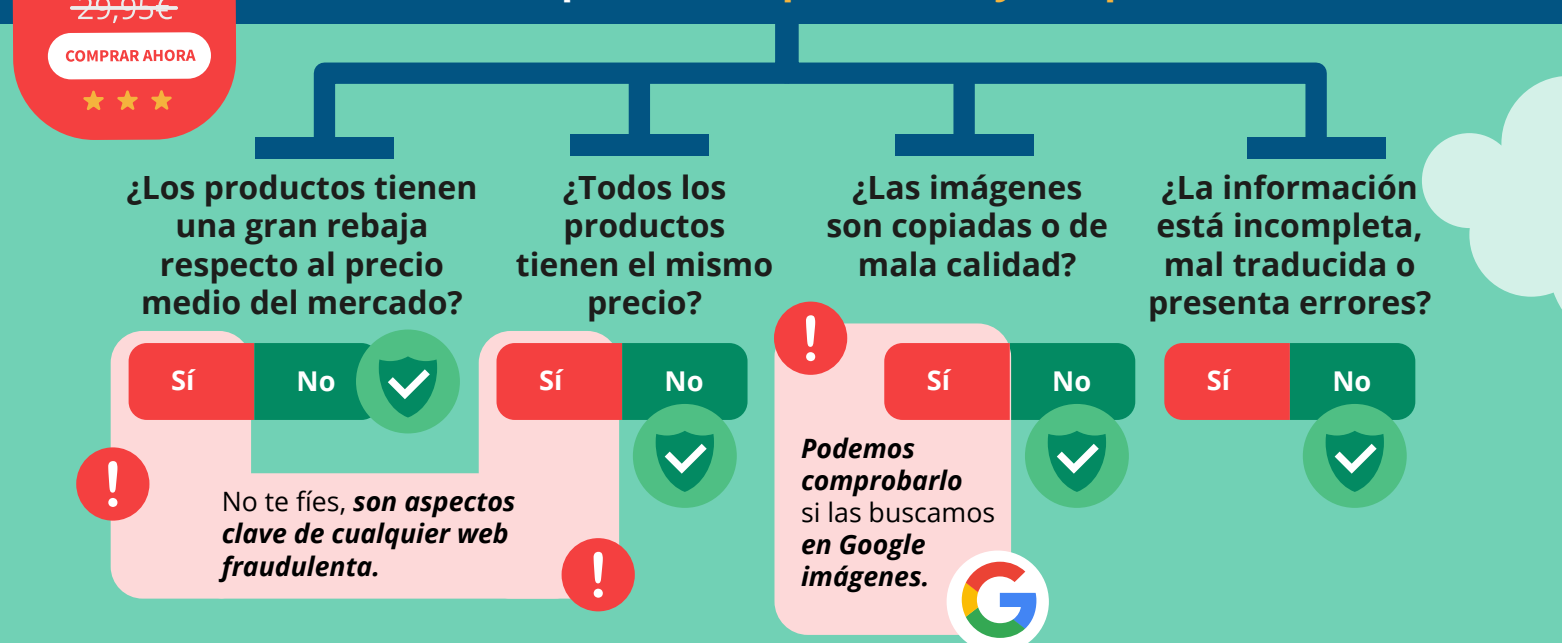 29,95€
COMPRAR AHORA
¿Los productos tienen
una gran rebaja
respecto al precio
medio del mercado?
Sí
No
No te fíes, son aspectos
clave de cualquier web
fraudulenta.
¿Todos los
productos
tienen el mismo
precio?
Sí
No
¿Las imágenes
son copiadas o de
mala calidad?
Sí
No
Podemos
comprobarlo
si las buscamos
en Google
imágenes.
¿La información
está incompleta,
mal traducida o
presenta errores?
Sí
No